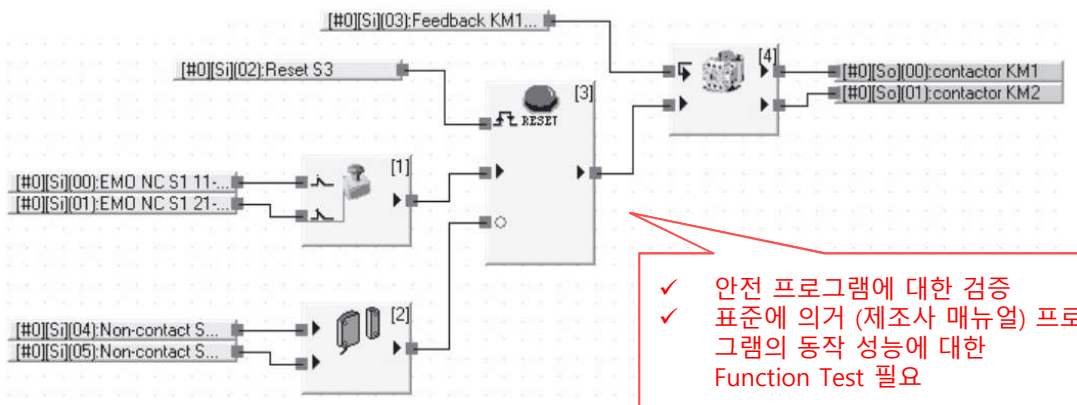 [#0][Si](03):Feedback KM1...
[#0][Si](02):Reset S3
[4]
[#0][So](00):contactor KM1
[#0][So](01):contactor KM2
[3]
RESET
[1]
[#0][Si](00):EMO NC S1 11-...
[#0][Si](01):EMO NC S1 21-...
[2]
[#0][Si](04):Non-contact S...
[#0][Si](05):Non-contact S...
✓ 안전 프로그램에 대한 검증
✓ 표준에 의거 (제조사 매뉴얼) 프로
그램의 동작 성능에 대한
Function Test 필요